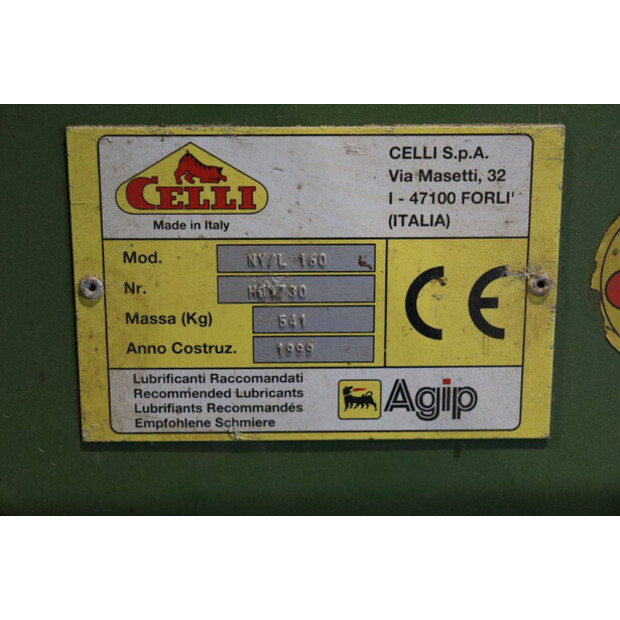 CELLI
Made in Italy
CELLI S.p.A.
Via Masetti, 32
I - 47100 FORLI'
(ITALIA)
Mod. NY/L 160
Nr.
Massa (Kg) 541
Anno Costruz. 1999
CE
Lubrificanti Raccomandati
Recommended Lubricants
Lubrifiants Recommandés
Empfohlene Schmiere
Agip